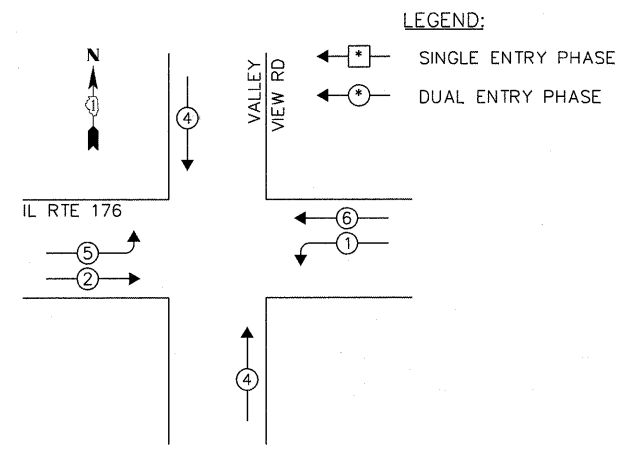 LEGEND:
N
* SINGLE ENTRY PHASE
* DUAL ENTRY PHASE
1
4
VALLEY
VIEW RD
IL RTE 176
6
5
1
2
4